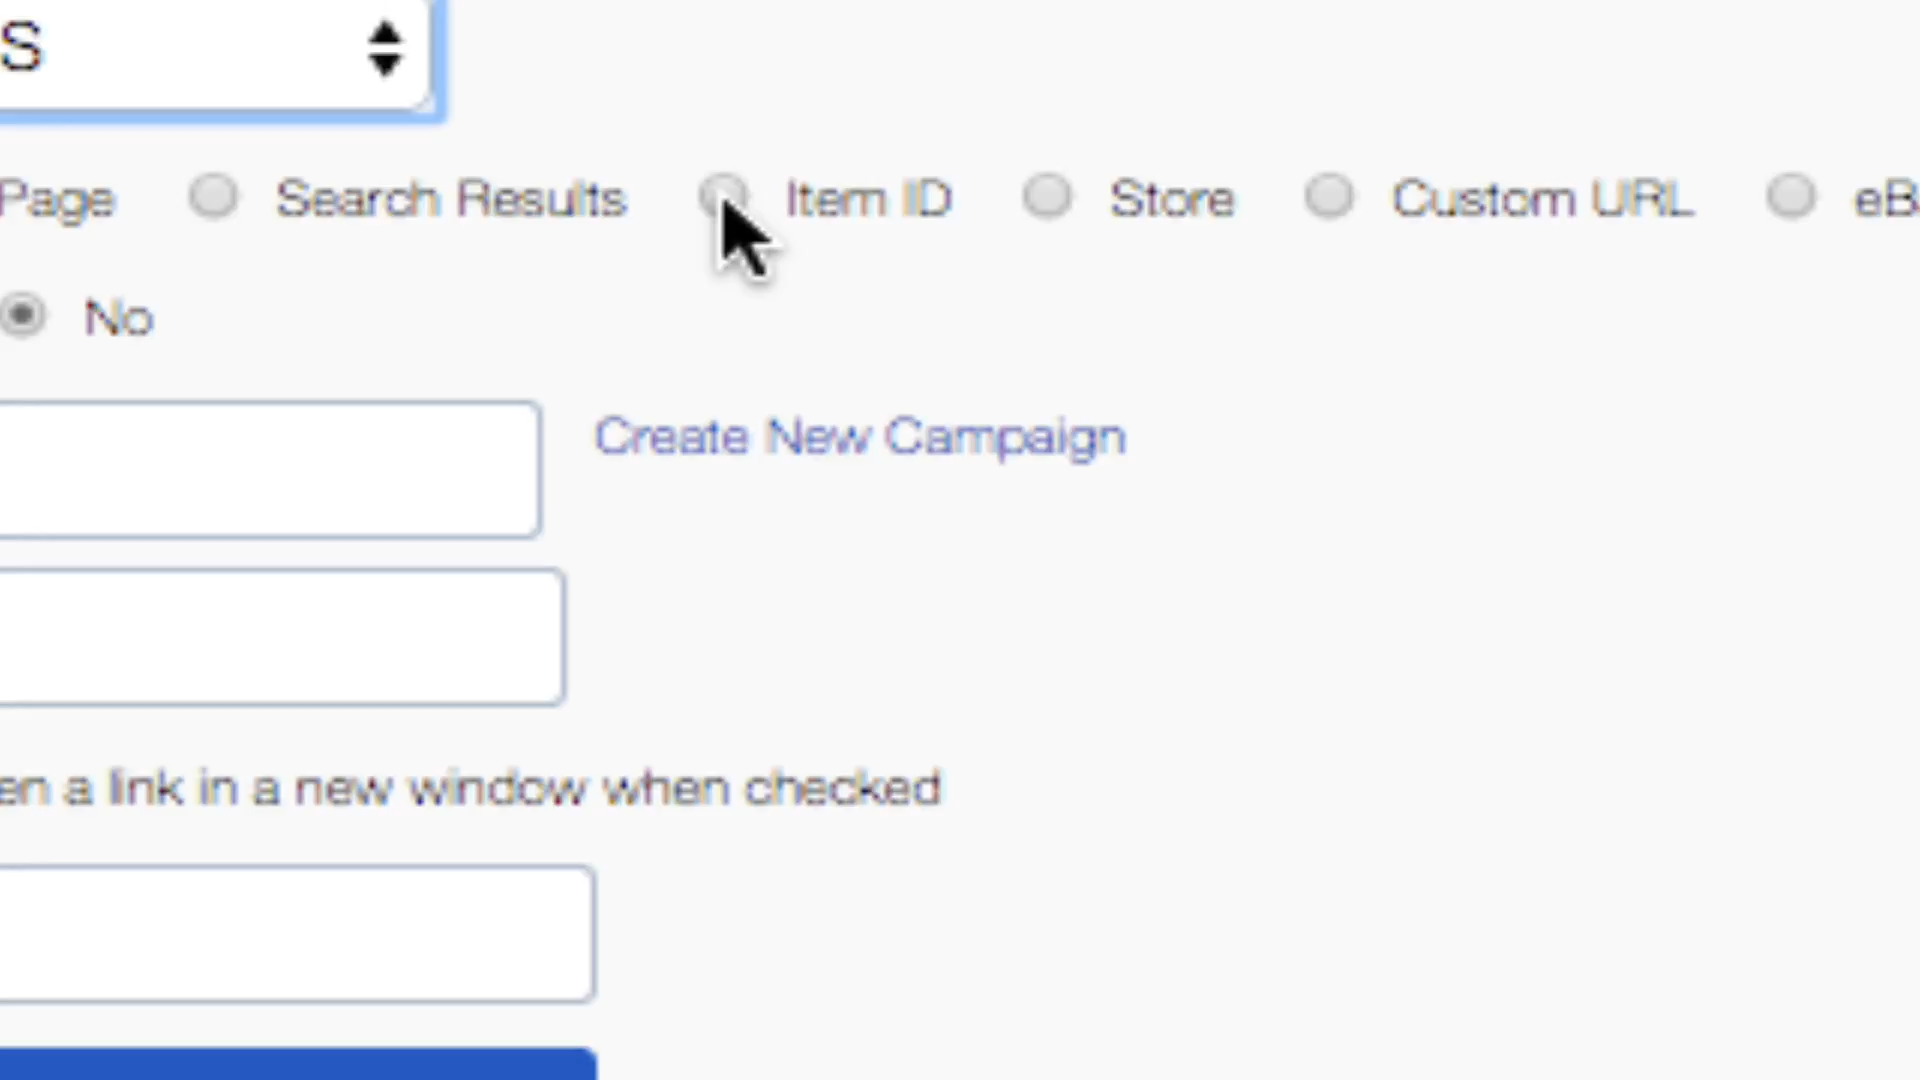 S
Page Search Results Item ID Store Custom URL eB
No
Create New Campaign
en a link in a new window when checked